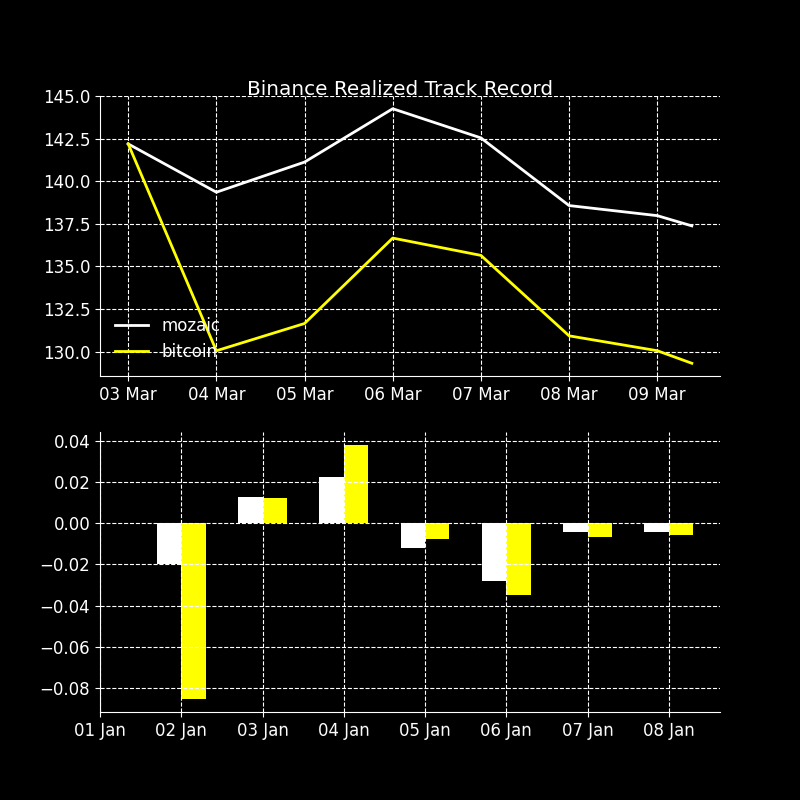 Binance Realized Track Record
145.0
142.5
140.0
137.5
135.0
132.5
130.0
mozaic
bitcoin
03 Mar 04 Mar 05 Mar 06 Mar 07 Mar 08 Mar 09 Mar
0.04
0.02
0.00
−0.02
−0.04
−0.06
−0.08
01 Jan 02 Jan 03 Jan 04 Jan 05 Jan 06 Jan 07 Jan 08 Jan